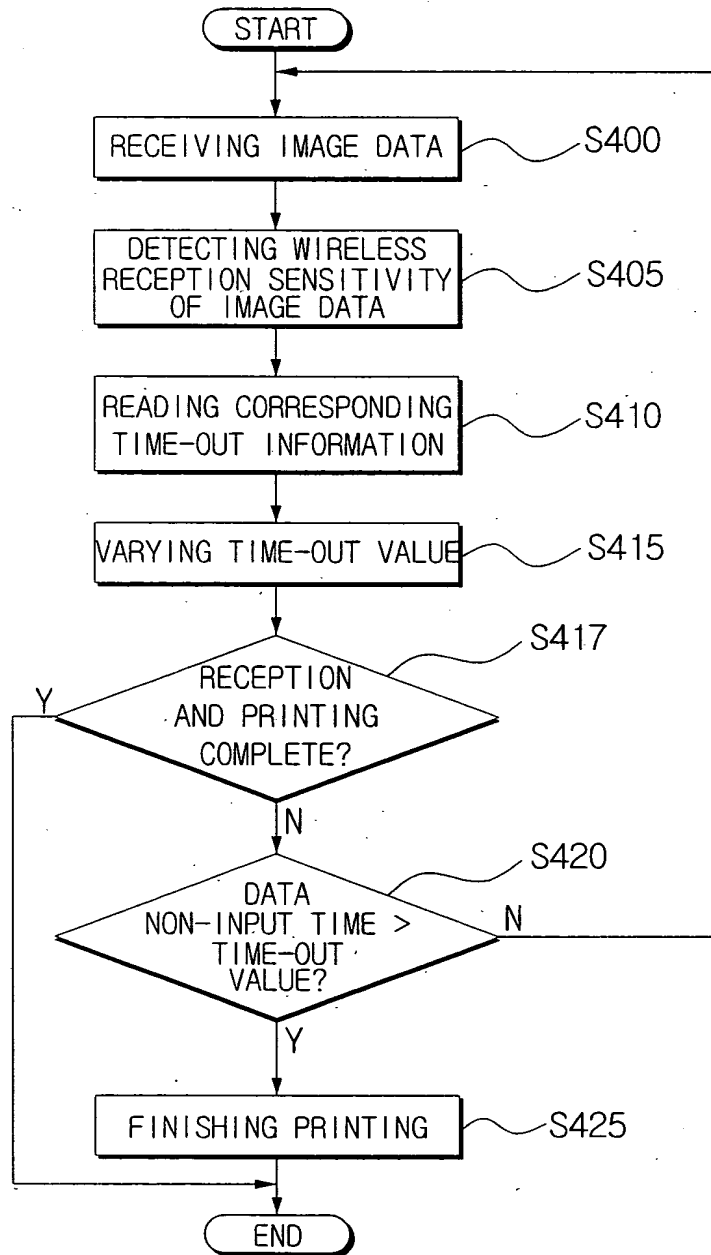 START
RECEIVING IMAGE DATA
S400
DETECTING WIRELESS
RECEPTION SENSITIVITY
OF IMAGE DATA
S405
READING CORRESPONDING
TIME-OUT INFORMATION
S410
VARYING TIME-OUT VALUE
S415
S417
Y
RECEPTION
AND PRINTING
COMPLETE?
N
S420
DATA
NON-INPUT TIME >
TIME-OUT
VALUE?
N
Y
FINISHING PRINTING
S425
END